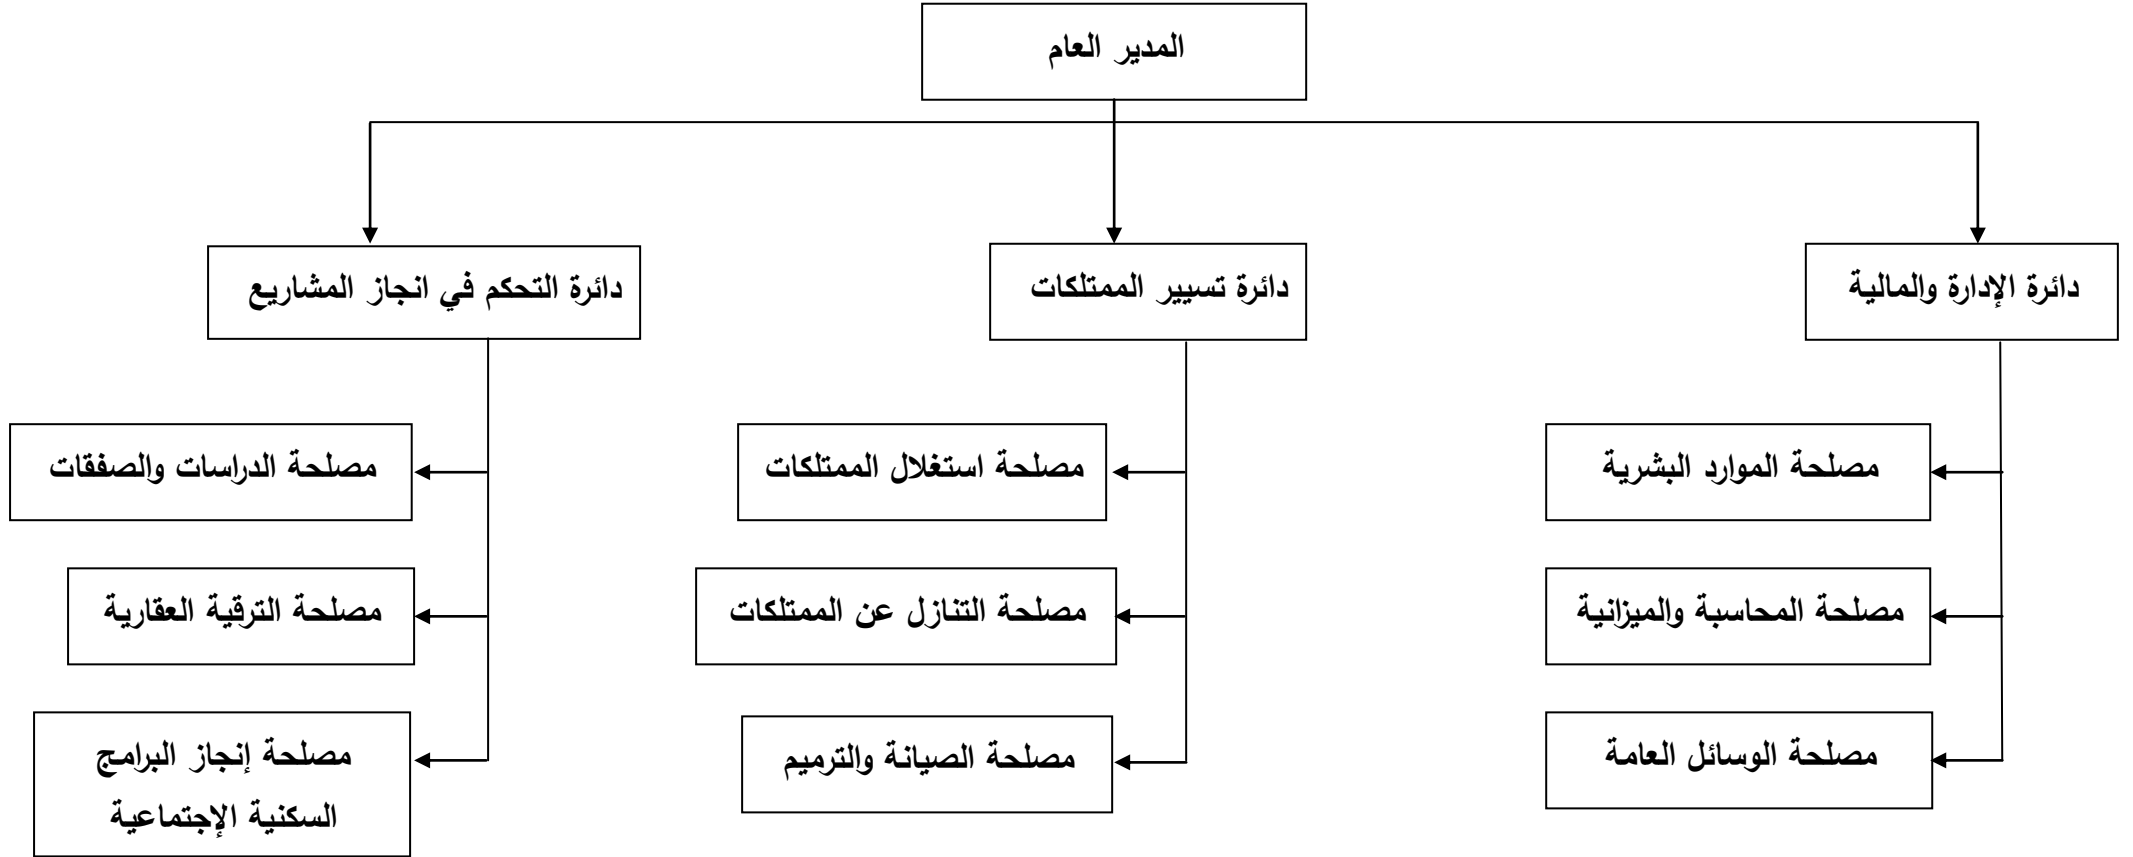 المدير العام
دائرة الإدارة والمالية
دائرة تسيير الممتلكات
دائرة التحكم في انجاز المشاريع
مصلحة الموارد البشرية
مصلحة استغلال الممتلكات
مصلحة الدراسات والصفقات
مصلحة المحاسبة والميزانية
مصلحة التنازل عن الممتلكات
مصلحة الترقية العقارية
مصلحة الوسائل العامة
مصلحة الصيانة والترميم
مصلحة إنجاز البرامج
السكنية الإجتماعية